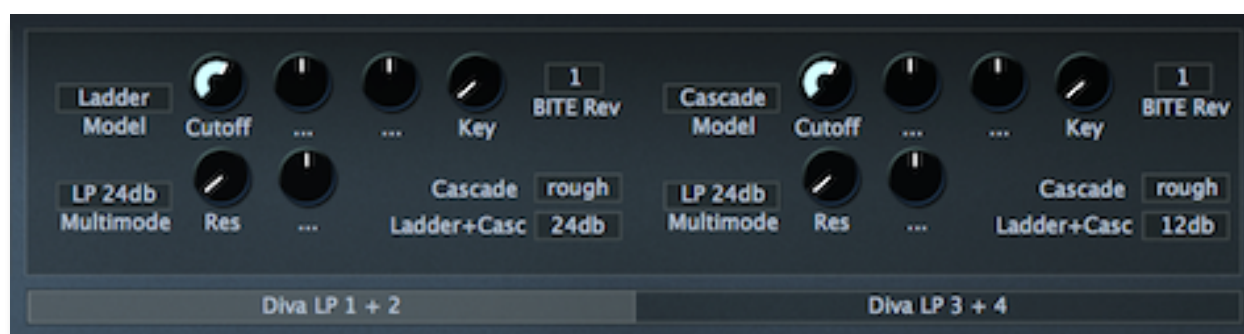 Ladder
Model
Cutoff
...
...
Key
1
BITE Rev
LP 24db
Multimode
Res
...
Cascade rough
Ladder+Casc 24db
Cascade
Model
Cutoff
...
...
Key
1
BITE Rev
LP 24db
Multimode
Res
...
Cascade rough
Ladder+Casc 12db
Diva LP 1 + 2
Diva LP 3 + 4